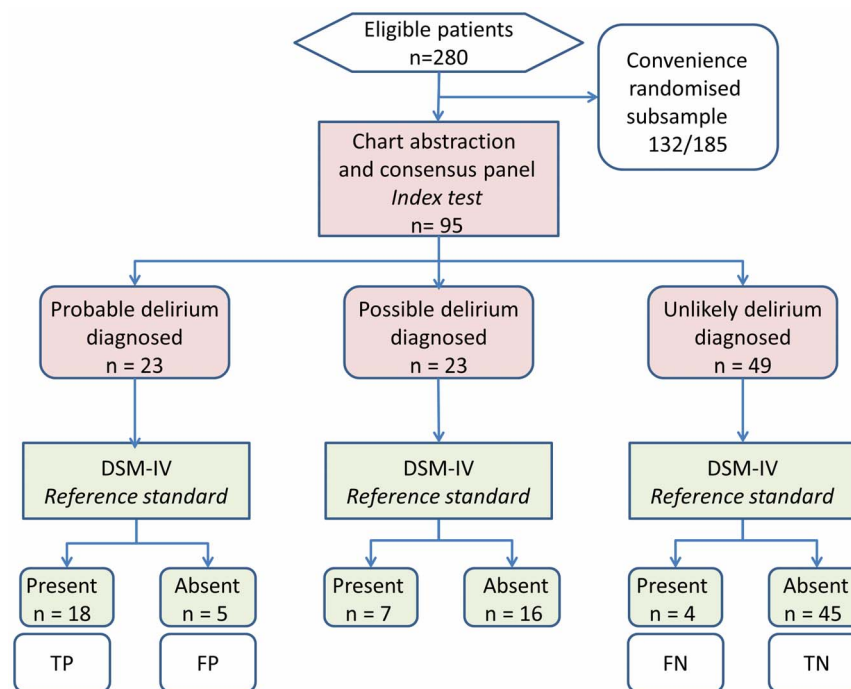 Eligible patients
n=280
Convenience
randomised
subsample
132/185
Chart abstraction
and consensus panel
Index test
n= 95
Probable delirium
diagnosed
n = 23
Possible delirium
diagnosed
n = 23
Unlikely delirium
diagnosed
n = 49
DSM-IV
Reference standard
DSM-IV
Reference standard
DSM-IV
Reference standard
Present
n = 18
Absent
n = 5
Present
n = 7
Absent
n = 16
Present
n = 4
Absent
n = 45
TP
FP
FN
TN